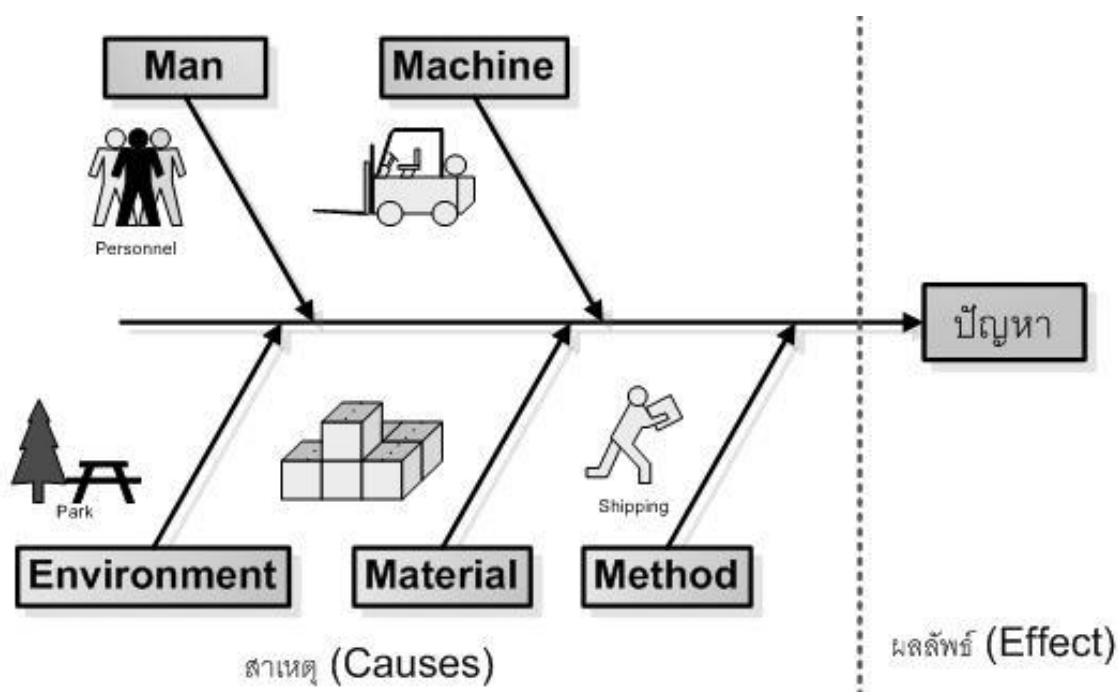 Man
Machine
Personnel
ปัญหา
Park
Shipping
Environment
Material
Method
สาเหตุ (Causes)
ผลลัพธ์ (Effect)